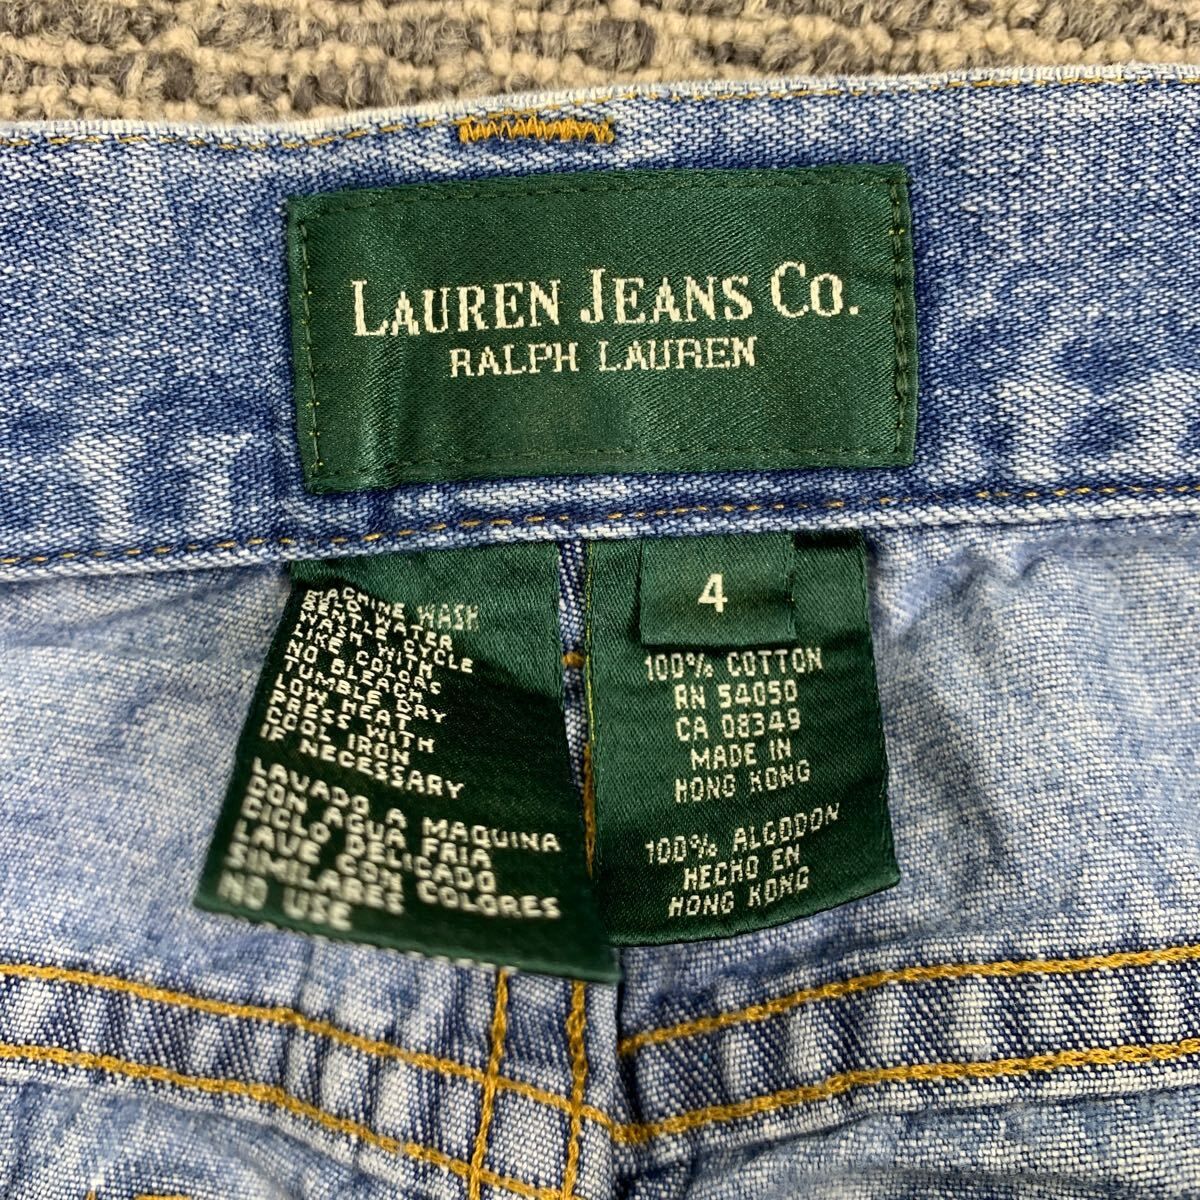 LAUREN JEANS CO.
RALPH LAUREN
MACHINE WASH
COLD WATER
GENTLE CYCLE
WASH WITH
LIKE COLORS
NO BLEACH
TUMBLE DRY
LOW HEAT
PRESS WITH
COOL IRON
IF NECESSARY
LAVADO A MAQUINA
CON AGUA FRIA
CICLO DELICADO
LAVE CON COLORES
SIMILARES
NO USE
4
100% COTTON
RN 54050
CA 08349
MADE IN
HONG KONG
100% ALGODON
HECHO EN
HONG KONG